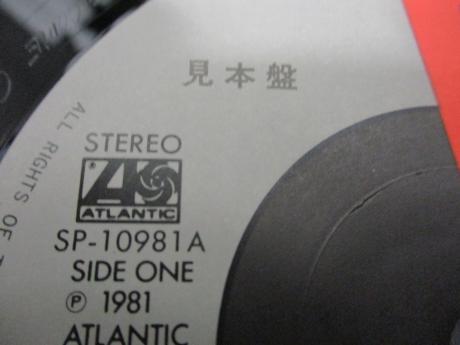 見本盤
STEREO
ATLANTIC
SP-10981A
SIDE ONE
℗ 1981
ATLANTIC
ALL RIGHTS OF T